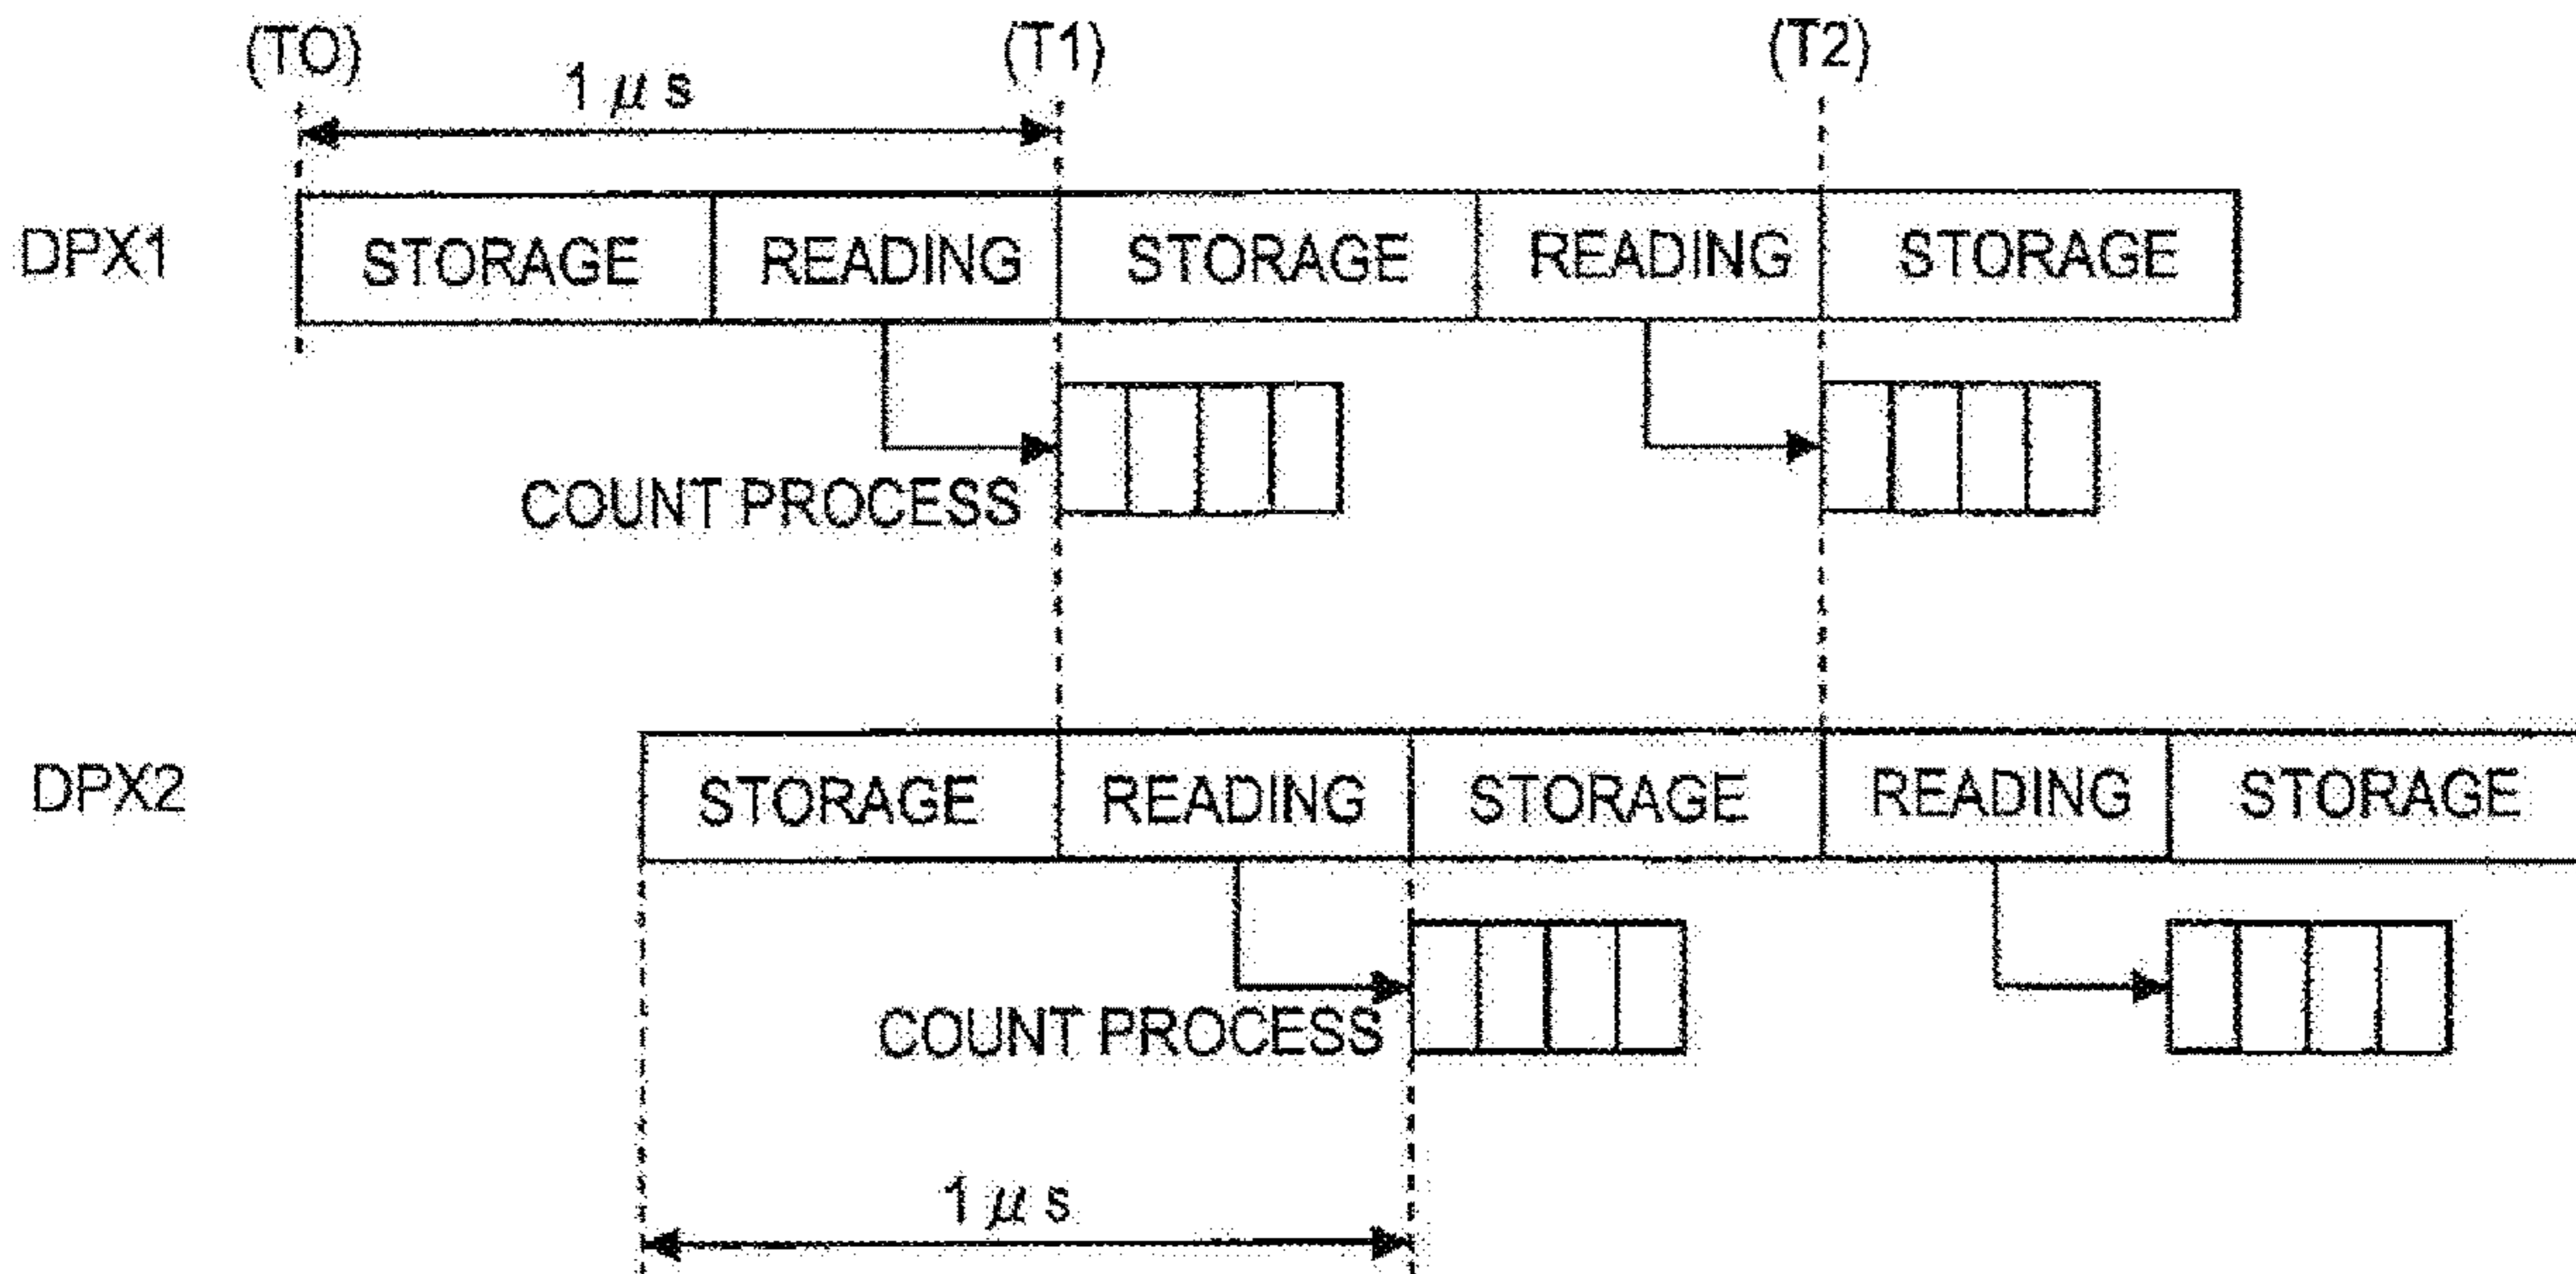 (T0) (T1) (T2)
1 μ s
DPX1 STORAGE READING STORAGE READING STORAGE
COUNT PROCESS
DPX2 STORAGE READING STORAGE READING STORAGE
COUNT PROCESS
1 μ s